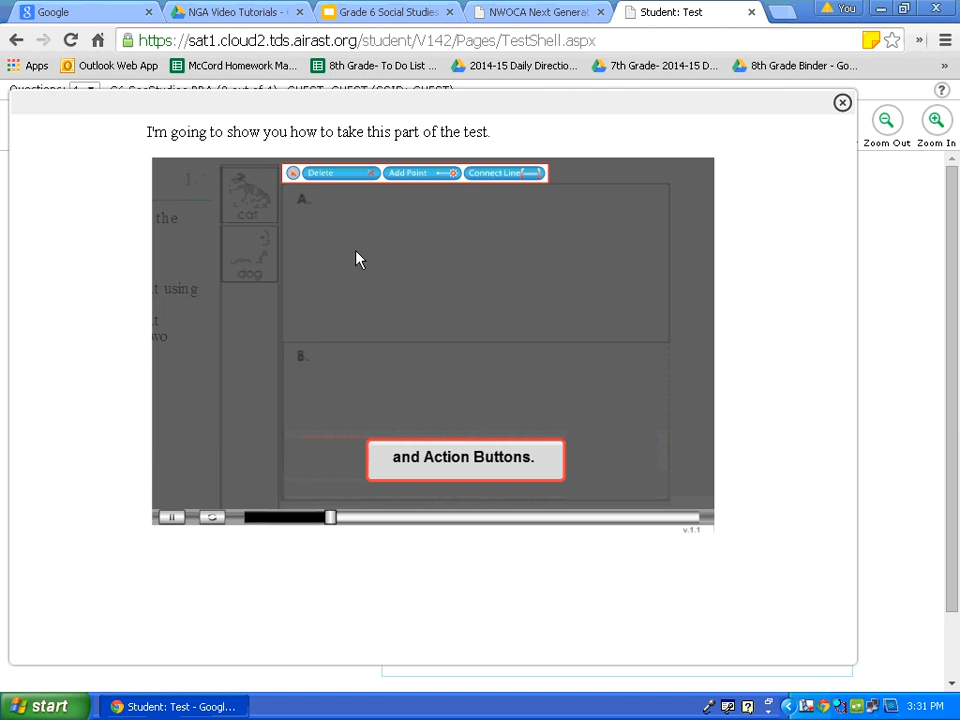 Google
NGA Video Tutorials -
Grade 6 Social Studies
NWOCA Next Genera
Student: Test
You
https://sat1.cloud2.tds.airast.org/student/V142/Pages/TestShell.aspx
Apps
Outlook Web App
McCord Homework Ma...
8th Grade- To Do List ...
2014-15 Daily Directio...
7th Grade- 2014-15 D...
8th Grade Binder - Go...
»
Zoom Out
Zoom In
I'm going to show you how to take this part of the test.
Delete
Add Point
Connect Line
1.
the
t using
t
wo
cat
dog
A.
B.
and Action Buttons.
v.1.1
start
Student: Test - Googl...
3:31 PM